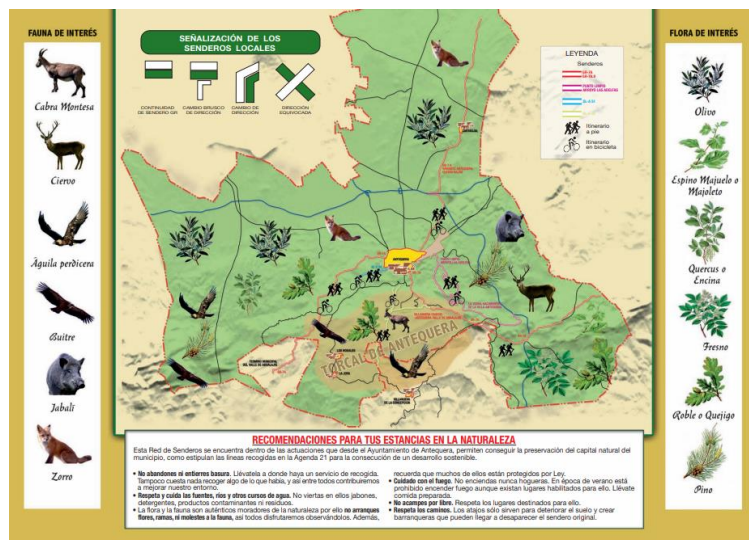 FAUNA DE INTERÉS
Cabra Montesa
Ciervo
Águila perdicera
Buitre
Jabalí
Zorro
SEÑALIZACIÓN DE LOS
SENDEROS LOCALES
CONTINUIDAD
DE SENDERO GR
CAMBIO BRUSCO
DE DIRECCIÓN
CAMBIO DE
DIRECCIÓN
DIRECCIÓN
EQUIVOCADA
LEYENDA
Senderos
Itinerario
a pie
Itinerario
en bicicleta
ANTEQUERA
TORCAL DE ANTEQUERA
FLORA DE INTERÉS
Olivo
Espino Majuelo o
Majoleto
Quercus o
Encina
Fresno
Roble o Quejigo
Pino
RECOMENDACIONES PARA TUS ESTANCIAS EN LA NATURALEZA
Esta Red de Senderos se encuentra dentro de las actuaciones que desde el Ayuntamiento de Antequera, permiten conseguir la preservación del capital natural del
municipio, como estipulan las líneas recogidas en la Agenda 21 para la consecución de un desarrollo sostenible.
• No abandones ni entierres basura. Llévatela a donde haya un servicio de recogida.
Tampoco cuesta nada recoger algo de lo que había, y así entre todos contribuiremos
a mejorar nuestro entorno.
• Respeta y cuida las fuentes, ríos y otros cursos de agua. No viertas en ellos jabones,
detergentes, productos contaminantes ni residuos.
• La flora y la fauna son auténticos moradores de la naturaleza por ello no arranques
flores, ramas, ni molestes a la fauna, así todos disfrutaremos observándolos. Además,
recuerda que muchos de ellos están protegidos por Ley.
• Cuidado con el fuego. No enciendas nunca hogueras. En época de verano está
prohibido encender fuego aunque existan lugares habilitados para ello. Llévate
comida preparada.
• No acampes por libre. Respeta los lugares destinados para ello.
• Respeta los caminos. Los atajos sólo sirven para deteriorar el suelo y crear
barranqueras que pueden llegar a desaparecer el sendero original.